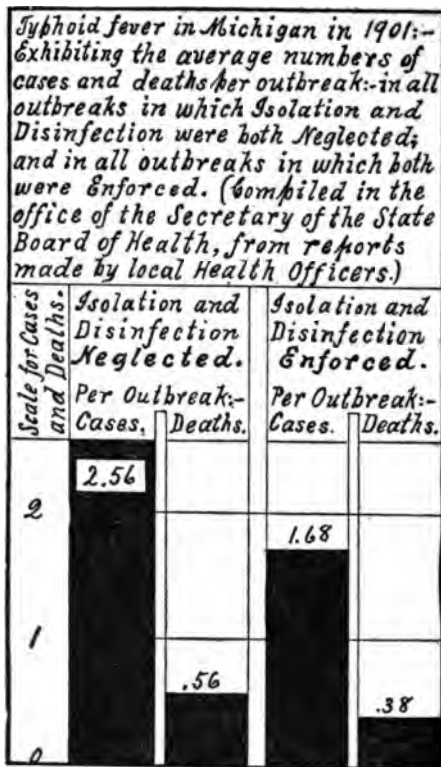 Typhoid fever in Michigan in 1901:-
Exhibiting the average numbers of
cases and deaths per outbreak:-in all
outbreaks in which Isolation and
Disinfection were both Neglected;
and in all outbreaks in which both
were Enforced. (Compiled in the
office of the Secretary of the State
Board of Health, from reports
made by local Health Officers.)
Scale for Cases
and Deaths.
Isolation and
Disinfection
Neglected.
Per Outbreak:-
Cases. Deaths.
Isolation and
Disinfection
Enforced.
Per Outbreak:-
Cases. Deaths.
2.56
2
1.68
1
.56
.38
0